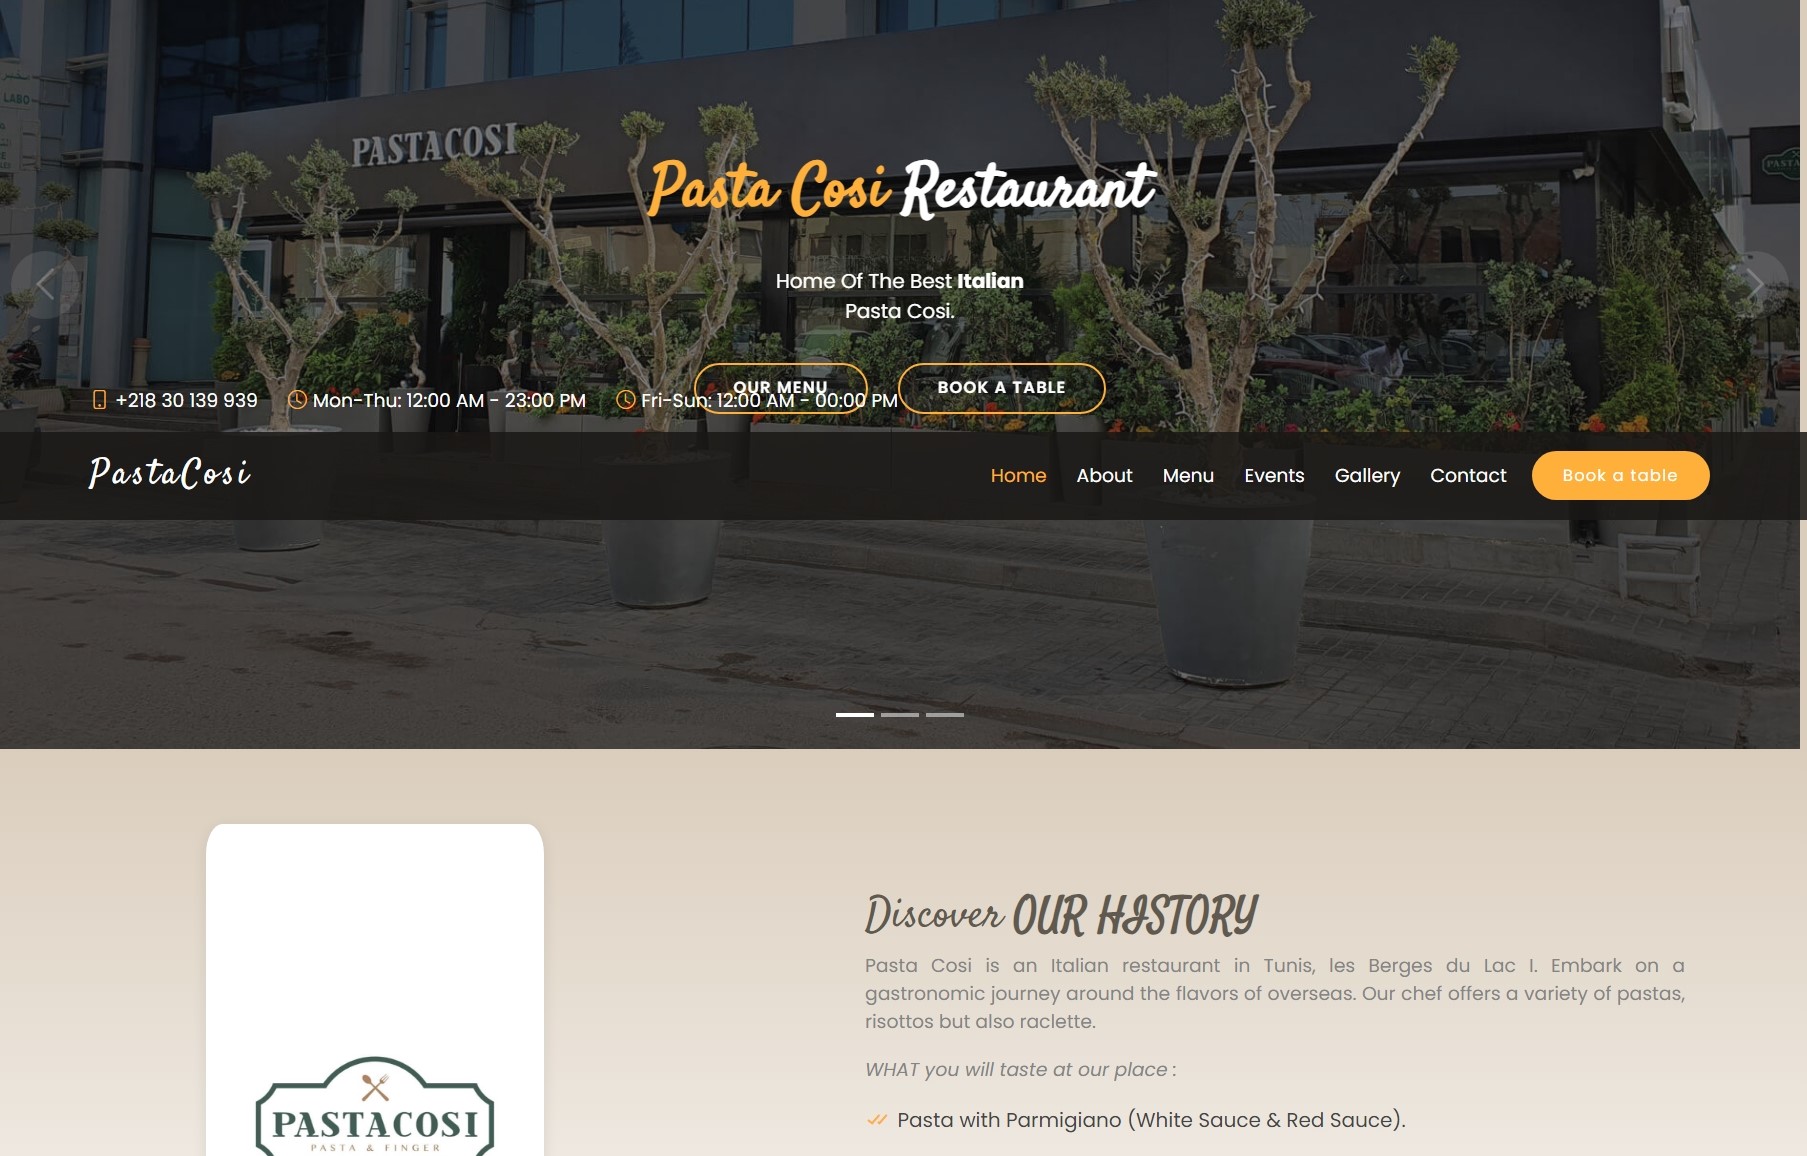 LABO
PASTACOSI
PASTA
Pasta Cosi Restaurant
Home Of The Best Italian
Pasta Cosi.
OUR MENU
BOOK A TABLE
+218 30 139 939
Mon-Thu: 12:00 AM - 23:00 PM
Fri-Sun: 12:00 AM - 00:00 PM
PastaCosi
Home
About
Menu
Events
Gallery
Contact
Book a table
Discover OUR HISTORY
Pasta Cosi is an Italian restaurant in Tunis, les Berges du Lac I. Embark on a
gastronomic journey around the flavors of overseas. Our chef offers a variety of pastas,
risottos but also raclette.
WHAT you will taste at our place :
Pasta with Parmigiano (White Sauce & Red Sauce).
PASTACOSI
PASTA & FINGER